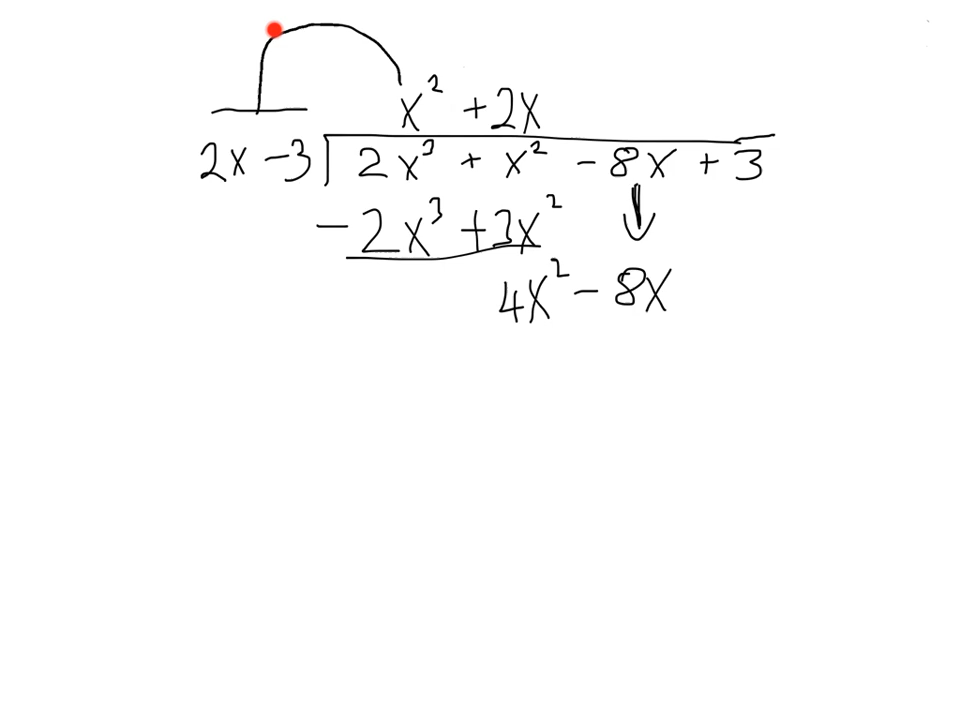 x² + 2x
2x - 3 | 2x³ + x² - 8x + 3
- 2x³ + 3x²
4x² - 8x